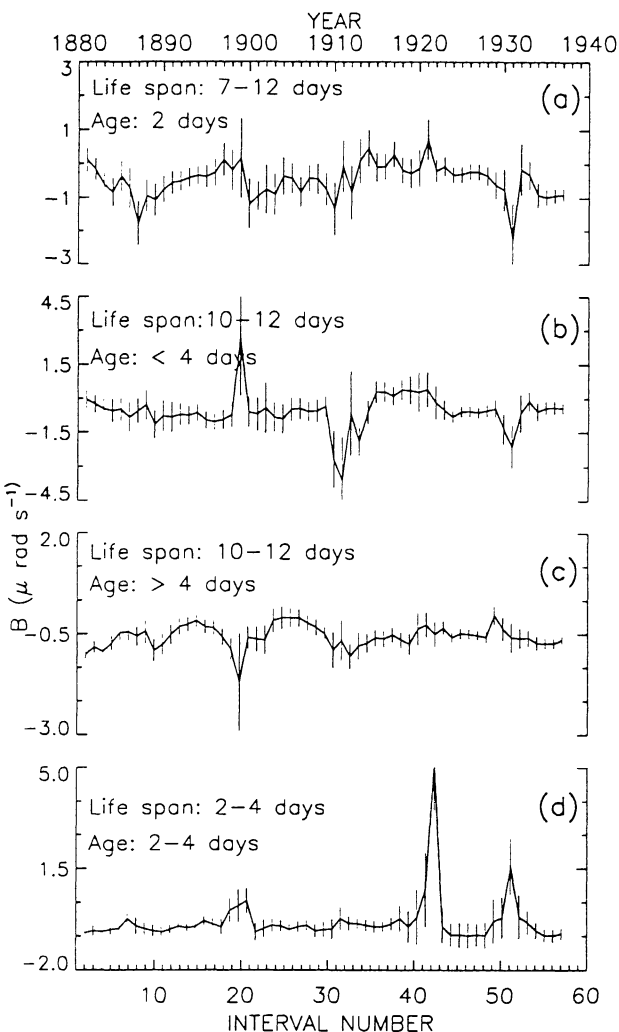 YEAR
1880 1890 1900 1910 1920 1930 1940
3
Life span: 7-12 days
(a)
Age: 2 days
1
-1
-3
4.5
Life span:10-12 days
(b)
Age: < 4 days
1.5
-1.5
-4.5
B (μ rad s⁻¹)
2.0
Life span: 10-12 days
(c)
Age: > 4 days
-0.5
-3.0
5.0
Life span: 2-4 days
(d)
Age: 2-4 days
1.5
-2.0
10 20 30 40 50 60
INTERVAL NUMBER